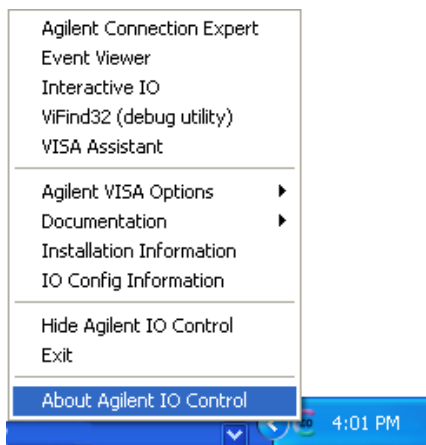 Agilent Connection Expert
Event Viewer
Interactive IO
ViFind32 (debug utility)
VISA Assistant
Agilent VISA Options
Documentation
Installation Information
IO Config Information
Hide Agilent IO Control
Exit
About Agilent IO Control
IO 4:01 PM